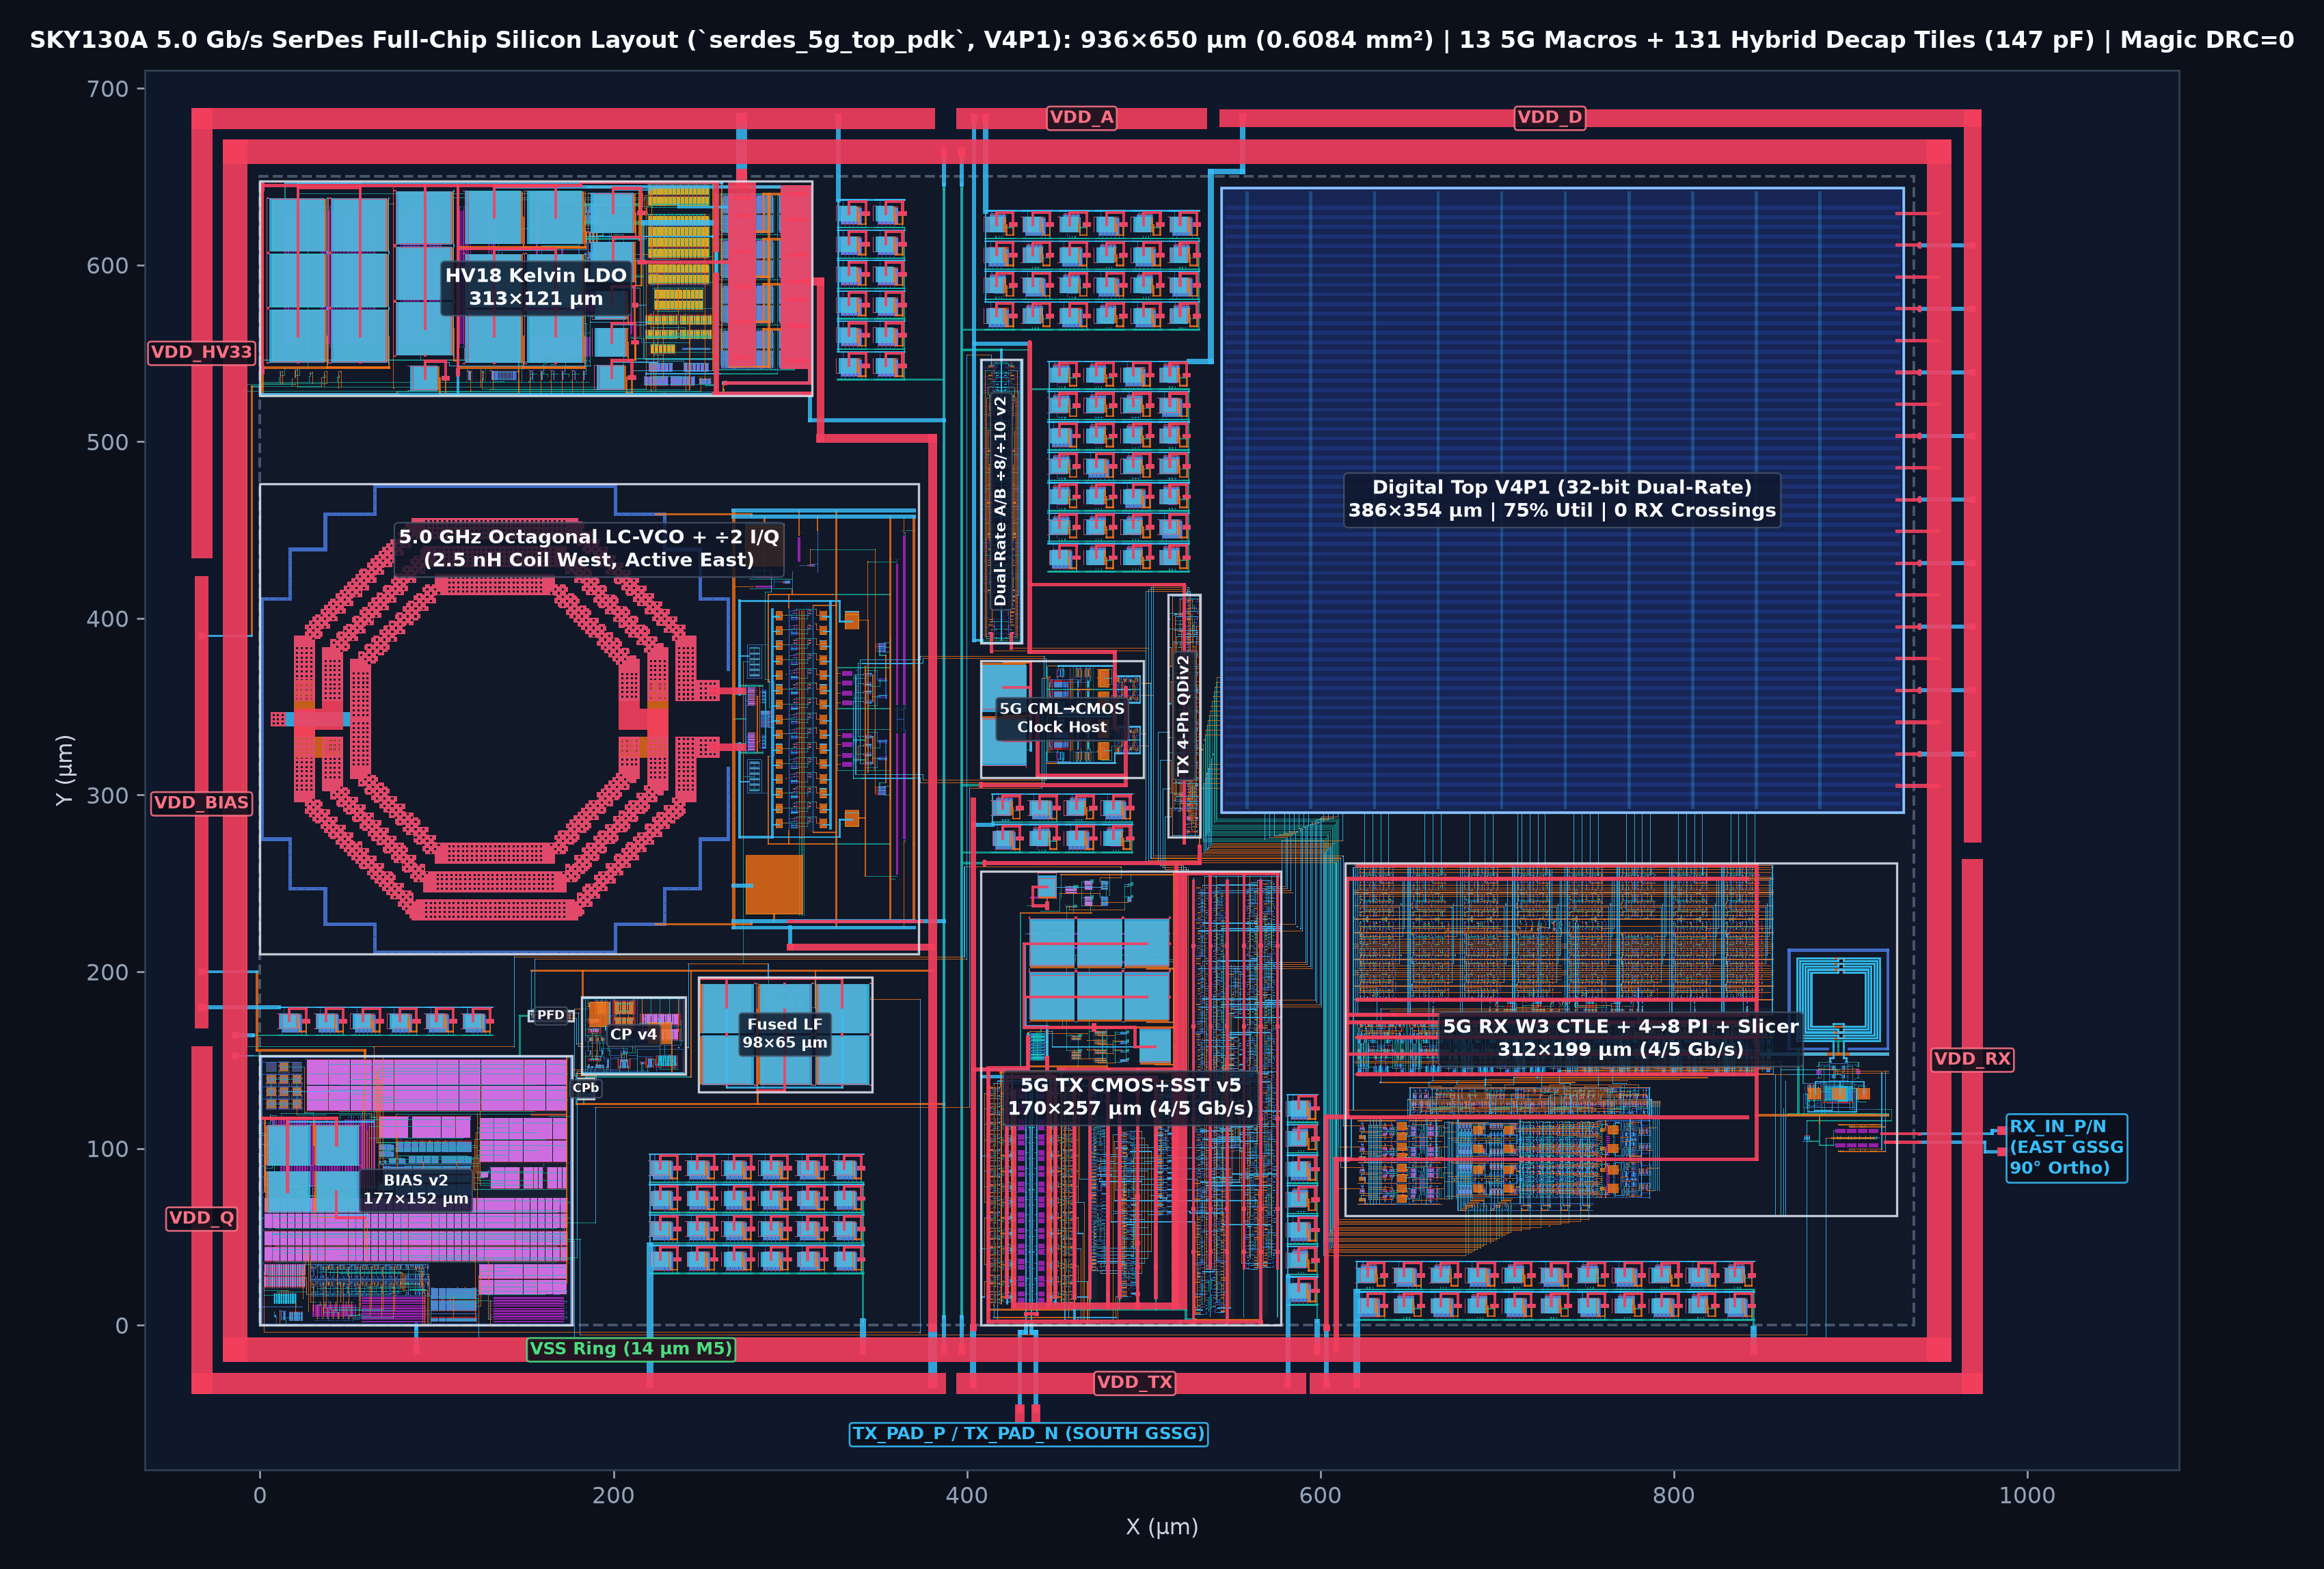 SKY130A 5.0 Gb/s SerDes Full-Chip Silicon Layout (`serdes_5g_top_pdk`, V4P1): 936×650 μm (0.6084 mm²) | 13 5G Macros + 131 Hybrid Decap Tiles (147 pF) | Magic DRC=0
700
600
500
400
300
200
100
0
Y (μm)
VDD_A
VDD_D
HV18 Kelvin LDO
313×121 μm
VDD_HV33
Dual-Rate A/B ÷8/÷10 v2
Digital Top V4P1 (32-bit Dual-Rate)
386×354 μm | 75% Util | 0 RX Crossings
5.0 GHz Octagonal LC-VCO + ÷2 I/Q
(2.5 nH Coil West, Active East)
5G CML→CMOS
Clock Host
TX 4-Ph QDiv2
VDD_BIAS
PFD
CP v4
Fused LF
98×65 μm
CPb
5G RX W3 CTLE + 4→8 PI + Slicer
312×199 μm (4/5 Gb/s)
VDD_RX
5G TX CMOS+SST v5
170×257 μm (4/5 Gb/s)
RX_IN_P/N
(EAST GSSG
90° Ortho)
BIAS v2
177×152 μm
VDD_Q
VSS Ring (14 μm M5)
VDD_TX
TX_PAD_P / TX_PAD_N (SOUTH GSSG)
0
200
400
600
800
1000
X (μm)